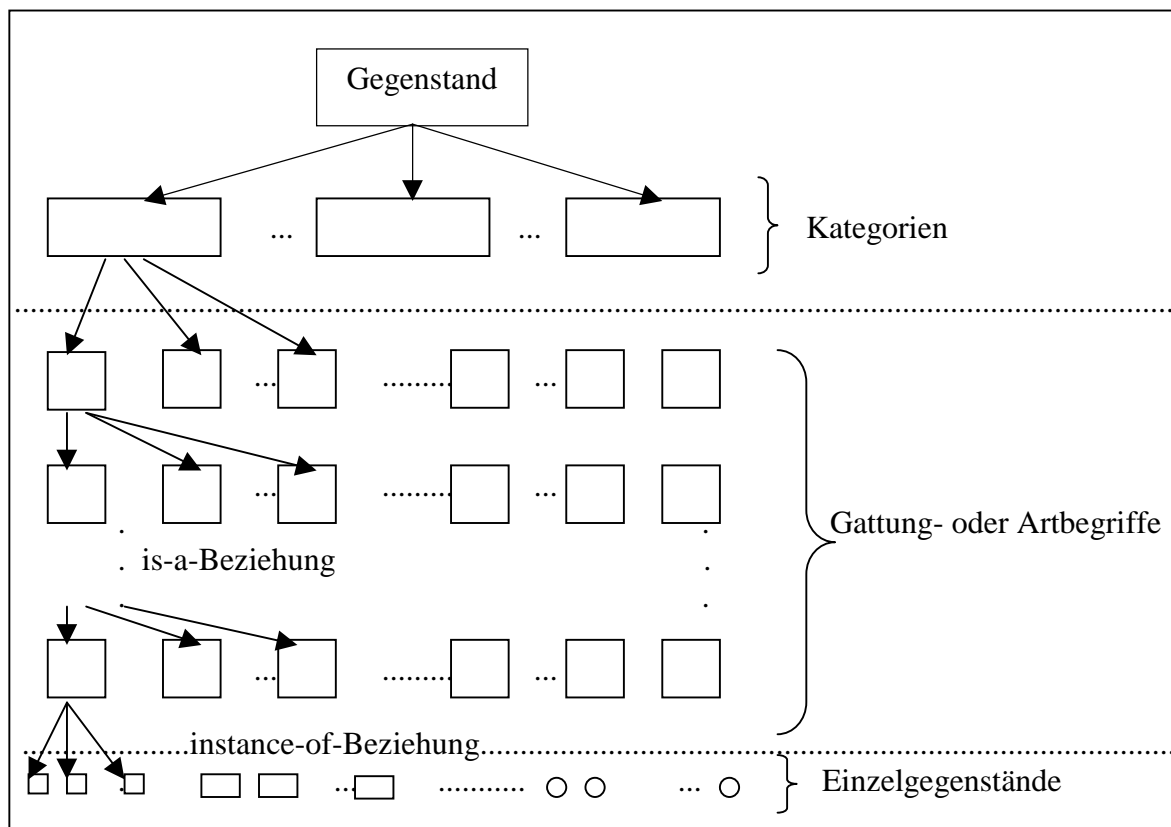 Gegenstand
... ...
Kategorien
... ......... ...
... ......... ...
Gattung- oder Artbegriffe
is-a-Beziehung
... ......... ...
instance-of-Beziehung
Einzelgegenstände
... ........... ...